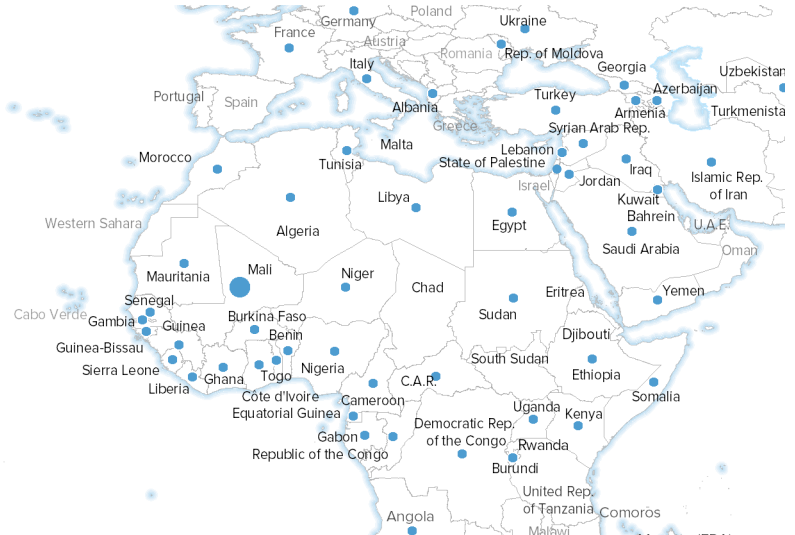 Poland
Germany
Ukraine
France
Austria
Romania
Rep. of Moldova
Italy
Georgia
Uzbekistan
Portugal
Spain
Albania
Turkey
Azerbaijan
Armenia
Turkmenista
Greece
Syrian Arab Rep.
Malta
Lebanon
Morocco
Tunisia
State of Palestine
Iraq
Islamic Rep.
of Iran
Israel
Jordan
Libya
Kuwait
Bahrein
Western Sahara
Algeria
Egypt
U.A.E.
Saudi Arabia
Oman
Mauritania
Mali
Niger
Chad
Yemen
Eritrea
Senegal
Cabo Verde
Gambia
Guinea
Burkina Faso
Sudan
Benin
Djibouti
Guinea-Bissau
Sierra Leone
Nigeria
South Sudan
Ethiopia
Liberia
Ghana
Togo
C.A.R.
Côte d'Ivoire
Cameroon
Somalia
Equatorial Guinea
Uganda
Kenya
Democratic Rep.
of the Congo
Gabon
Rwanda
Republic of the Congo
Burundi
United Rep.
of Tanzania
Comoros
Angola
Malawi